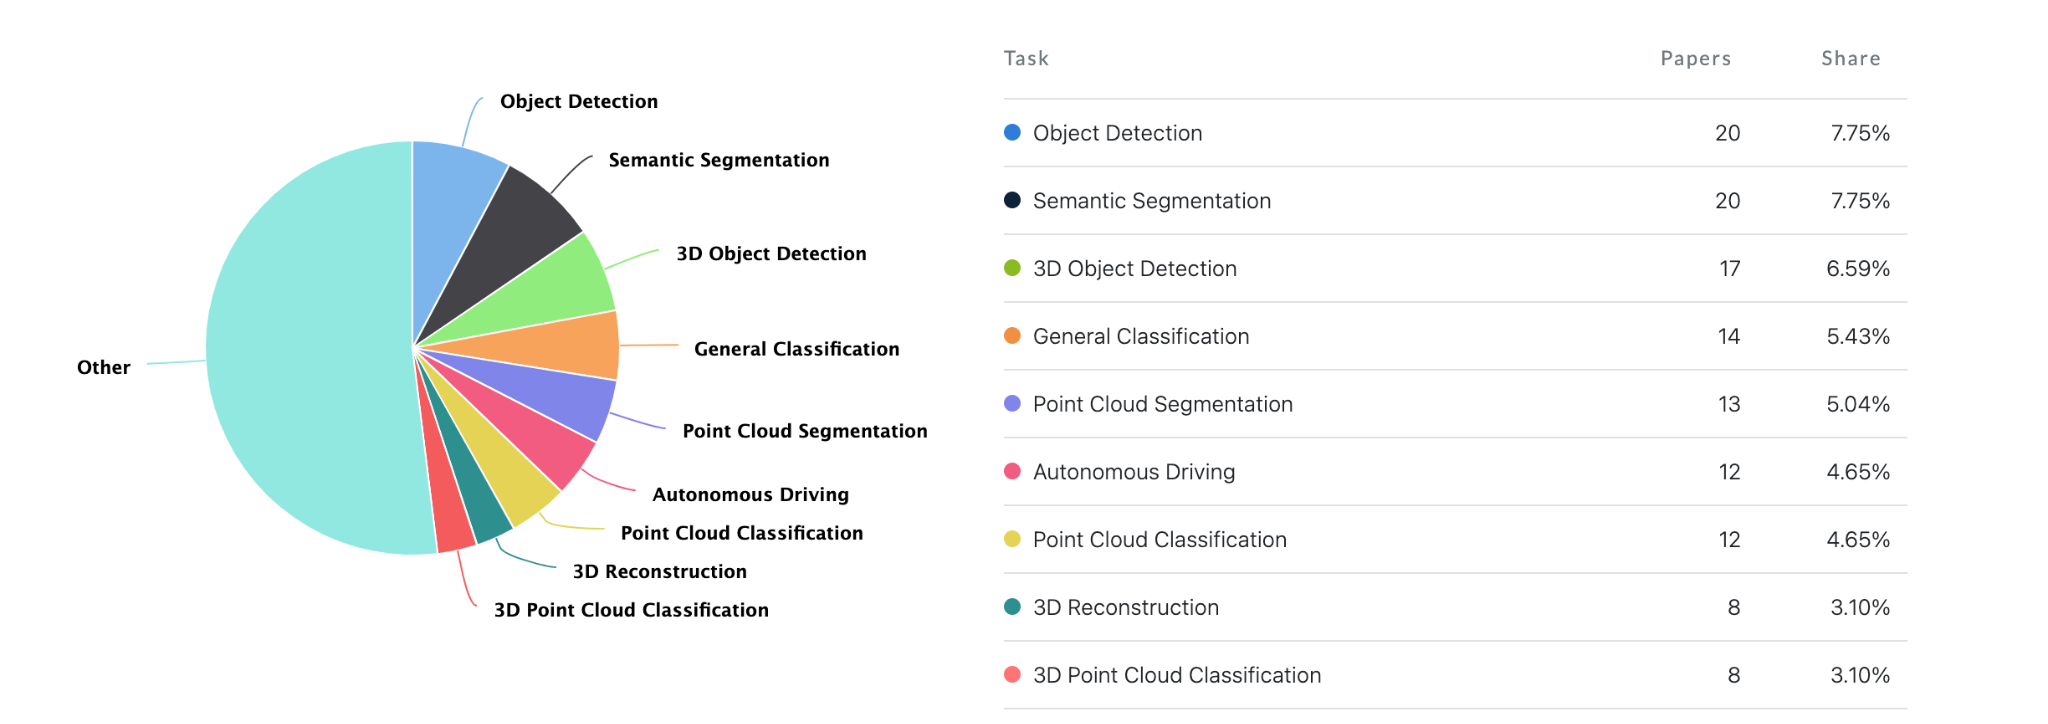 Object Detection
Semantic Segmentation
3D Object Detection
General Classification
Other
Point Cloud Segmentation
Autonomous Driving
Point Cloud Classification
3D Reconstruction
3D Point Cloud Classification
Task Papers Share
Object Detection 20 7.75%
Semantic Segmentation 20 7.75%
3D Object Detection 17 6.59%
General Classification 14 5.43%
Point Cloud Segmentation 13 5.04%
Autonomous Driving 12 4.65%
Point Cloud Classification 12 4.65%
3D Reconstruction 8 3.10%
3D Point Cloud Classification 8 3.10%